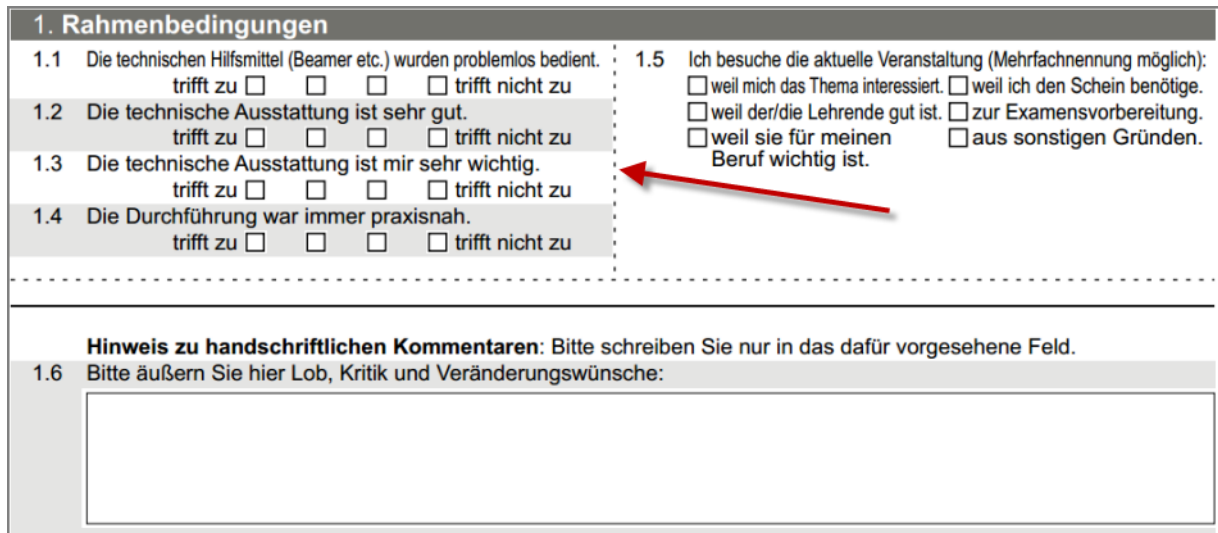 1. Rahmenbedingungen
1.1 Die technischen Hilfsmittel (Beamer etc.) wurden problemlos bedient.
trifft zu trifft nicht zu
1.2 Die technische Ausstattung ist sehr gut.
trifft zu trifft nicht zu
1.3 Die technische Ausstattung ist mir sehr wichtig.
trifft zu trifft nicht zu
1.4 Die Durchführung war immer praxisnah.
trifft zu trifft nicht zu
1.5 Ich besuche die aktuelle Veranstaltung (Mehrfachnennung möglich):
weil mich das Thema interessiert. weil ich den Schein benötige.
weil der/die Lehrende gut ist. zur Examensvorbereitung.
weil sie für meinen aus sonstigen Gründen.
Beruf wichtig ist.
Hinweis zu handschriftlichen Kommentaren: Bitte schreiben Sie nur in das dafür vorgesehene Feld.
1.6 Bitte äußern Sie hier Lob, Kritik und Veränderungswünsche: